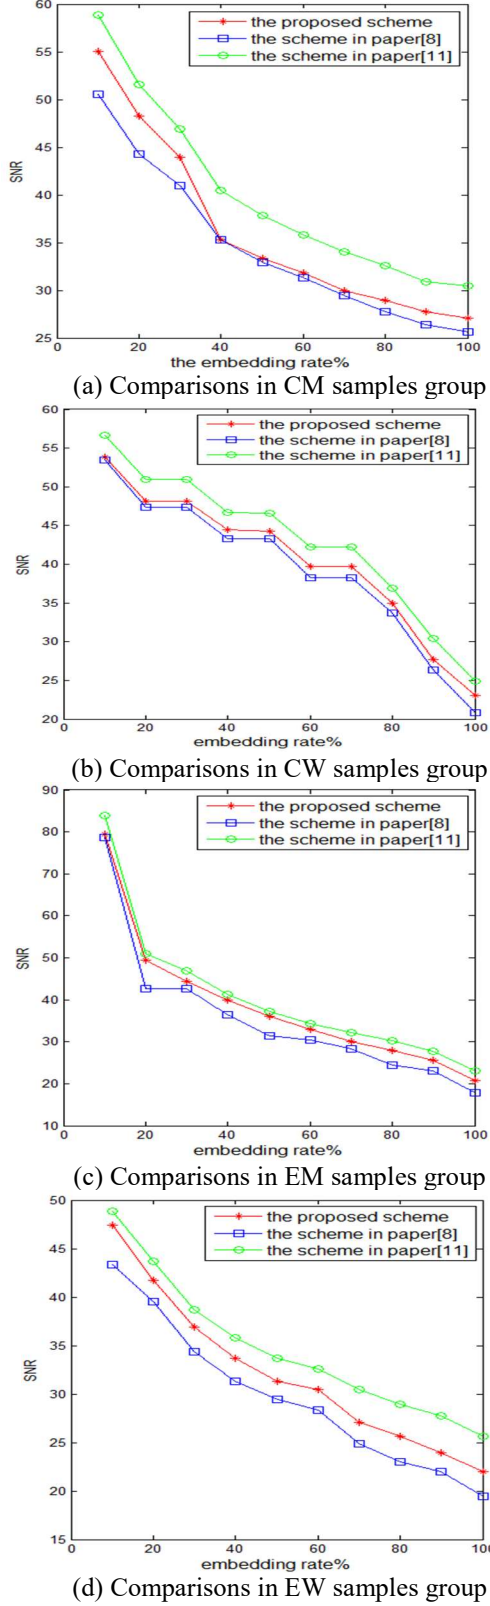 60
55
50
45
40
35
30
25
SNR
the proposed scheme
the scheme in paper[8]
the scheme in paper[11]
0 20 40 60 80 100
the embedding rate%
(a) Comparisons in CM samples group
60
55
50
45
40
35
30
25
20
SNR
the proposed scheme
the scheme in paper[8]
the scheme in paper[11]
0 20 40 60 80 100
embedding rate%
(b) Comparisons in CW samples group
90
80
70
60
50
40
30
20
10
SNR
the proposed scheme
the scheme in paper[8]
the scheme in paper[11]
0 20 40 60 80 100
embedding rate%
(c) Comparisons in EM samples group
50
45
40
35
30
25
20
15
SNR
the proposed scheme
the scheme in paper[8]
the scheme in paper[11]
0 20 40 60 80 100
embedding rate%
(d) Comparisons in EW samples group